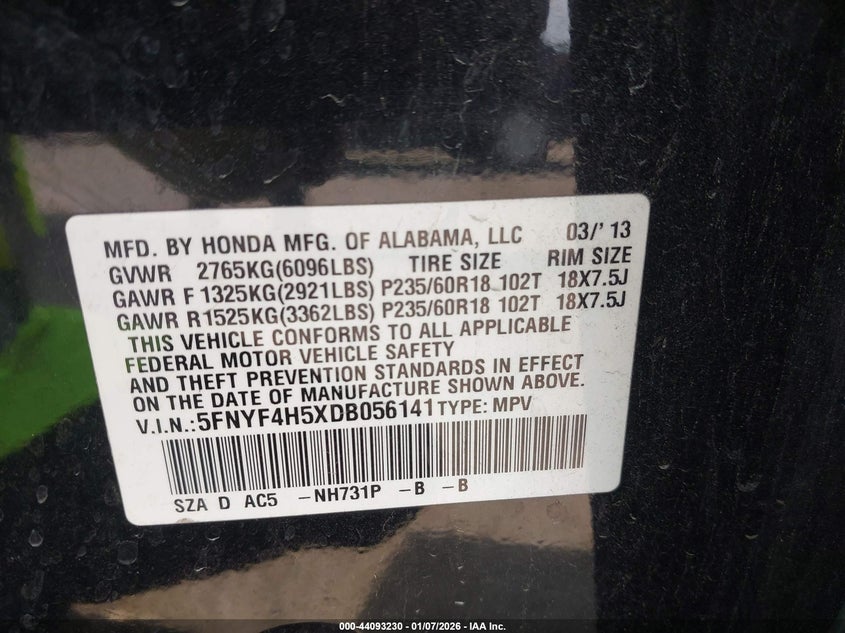 MFD. BY HONDA MFG. OF ALABAMA, LLC 03/' 13
GVWR 2765KG(6096LBS) TIRE SIZE RIM SIZE
GAWR F 1325KG(2921LBS) P235/60R18 102T 18X7.5J
GAWR R 1525KG(3362LBS) P235/60R18 102T 18X7.5J
THIS VEHICLE CONFORMS TO ALL APPLICABLE
FEDERAL MOTOR VEHICLE SAFETY
AND THEFT PREVENTION STANDARDS IN EFFECT
ON THE DATE OF MANUFACTURE SHOWN ABOVE.
V.I.N.:5FNYF4H5XDB056141 TYPE: MPV
SZA D AC5 –NH731P –B –B
000-44093230 - 01/07/2026 - IAA Inc.